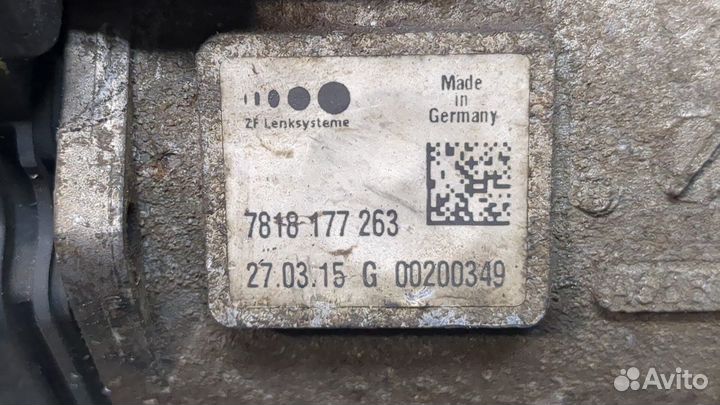 Made
in
Germany
ZF Lenksysteme
7818 177 263
27.03.15 G 00200349
Avito